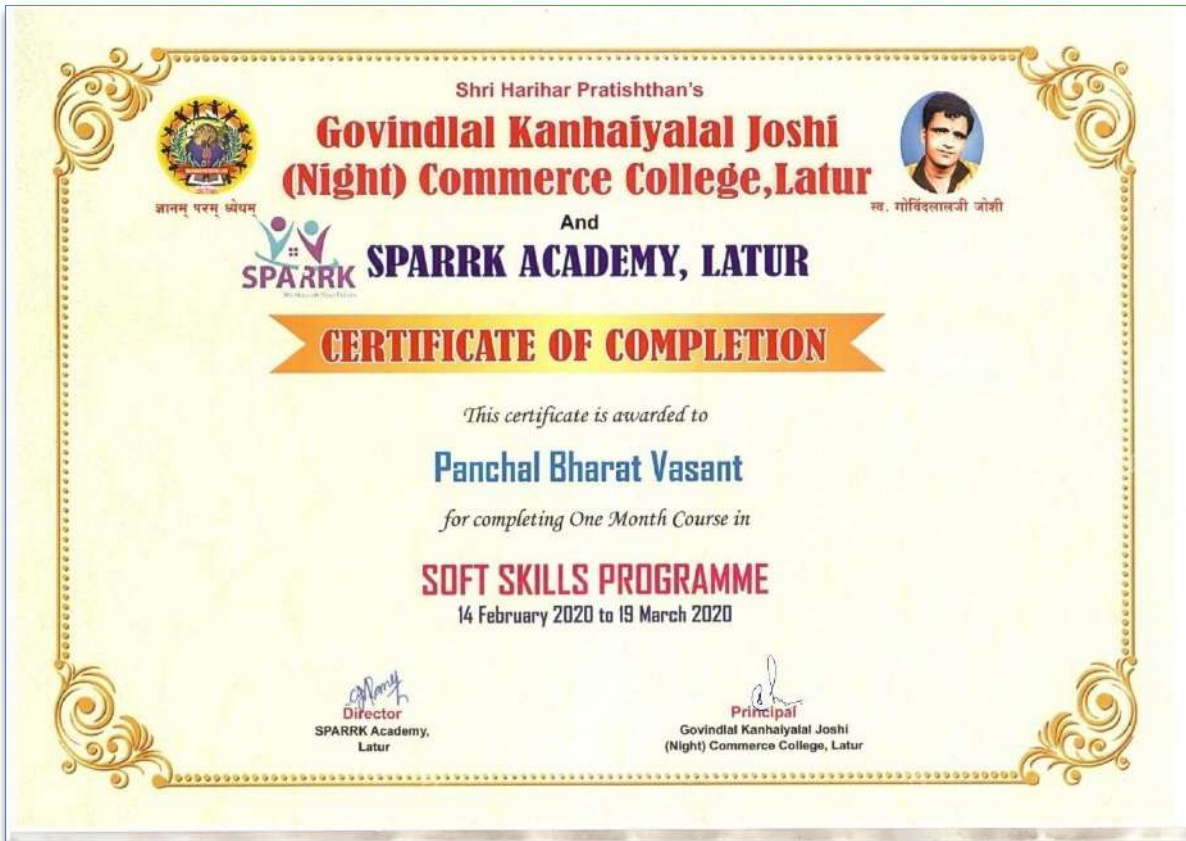 Shri Harihar Pratishthan's
Govindlal Kanhaiyalal Joshi
(Night) Commerce College,Latur
ज्ञानम् परम् ध्येयम्
स्व. गोविंदलालजी जोशी
And
SPARRK
SPARRK ACADEMY, LATUR
CERTIFICATE OF COMPLETION
This certificate is awarded to
Panchal Bharat Vasant
for completing One Month Course in
SOFT SKILLS PROGRAMME
14 February 2020 to 19 March 2020
Director
SPARRK Academy,
Latur
Principal
Govindlal Kanhaiyalal Joshi
(Night) Commerce College, Latur